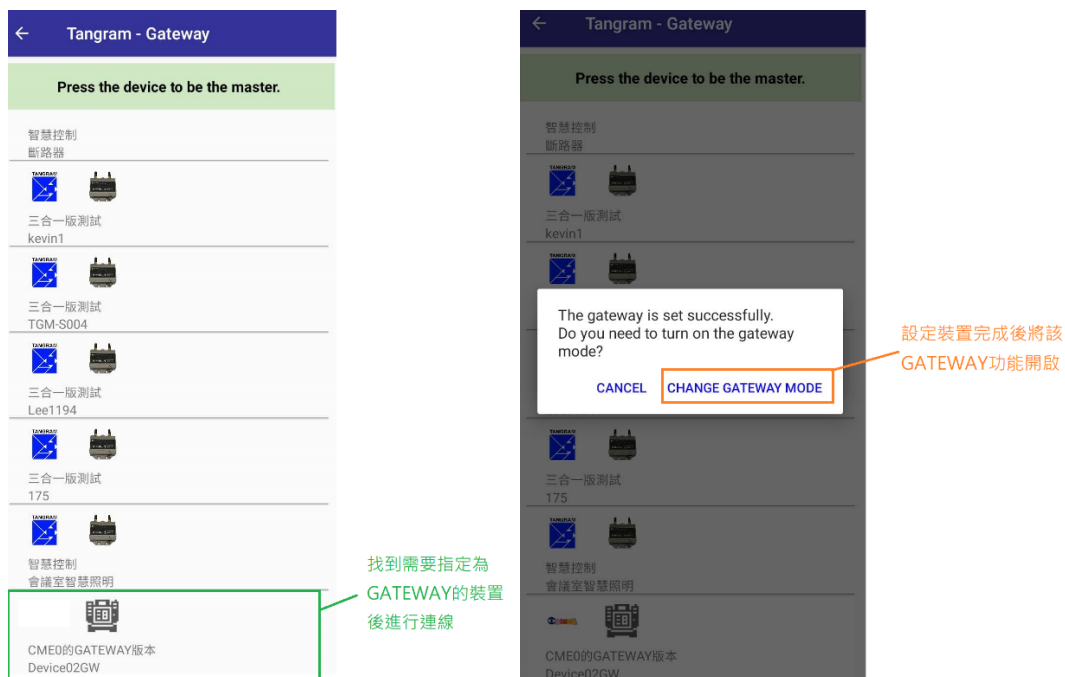 Tangram - Gateway
Press the device to be the master.
智慧控制
斷路器
TANGRAM
三合一版測試
kevin1
TANGRAM
三合一版測試
TGM-S004
TANGRAM
三合一版測試
Lee1194
TANGRAM
三合一版測試
175
TANGRAM
智慧控制
會議室智慧照明
CME0的GATEWAY版本
Device02GW
找到需要指定為
GATEWAY的裝置
後進行連線
Tangram - Gateway
Press the device to be the master.
智慧控制
斷路器
TANGRAM
三合一版測試
kevin1
TANGRAM
The gateway is set successfully.
Do you need to turn on the gateway
mode?
CANCEL CHANGE GATEWAY MODE
TANGRAM
三合一版測試
175
TANGRAM
智慧控制
會議室智慧照明
CME0的GATEWAY版本
Device02GW
設定裝置完成後將該
GATEWAY功能開啟